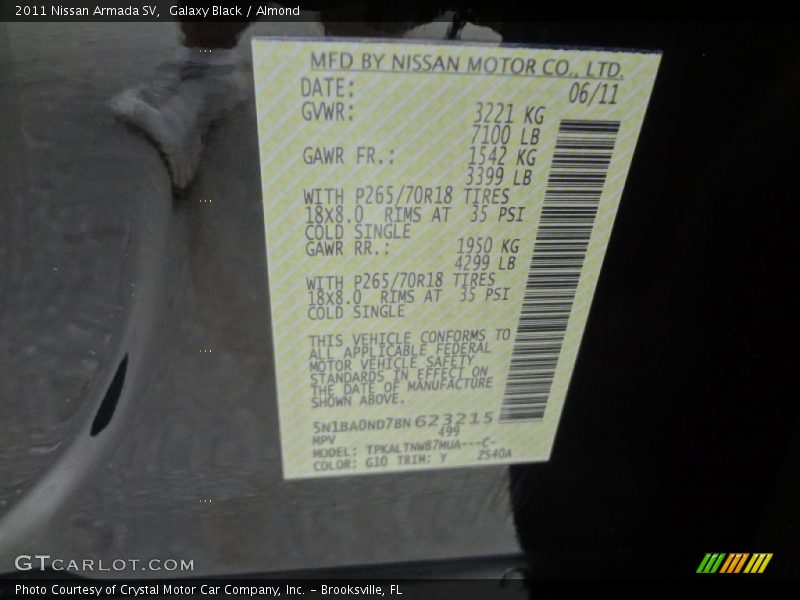 2011 Nissan Armada SV,  Galaxy Black / Almond
MFD BY NISSAN MOTOR CO., LTD.
DATE: 06/11
GVWR: 3221 KG
7100 LB
GAWR FR.: 1542 KG
3399 LB
WITH P265/70R18 TIRES
18X8.0 RIMS AT 35 PSI
COLD SINGLE
GAWR RR.: 1950 KG
4299 LB
WITH P265/70R18 TIRES
18X8.0 RIMS AT 35 PSI
COLD SINGLE
THIS VEHICLE CONFORMS TO
ALL APPLICABLE FEDERAL
MOTOR VEHICLE SAFETY
STANDARDS IN EFFECT ON
THE DATE OF MANUFACTURE
SHOWN ABOVE.
5N1BA0ND7BN623215
MPV 499
MODEL: TPKALTNW87MUA---C-
COLOR: G10 TRIM: Y ZS40A
GTCARLOT.COM
Photo Courtesy of Crystal Motor Car Company, Inc. - Brooksville, FL